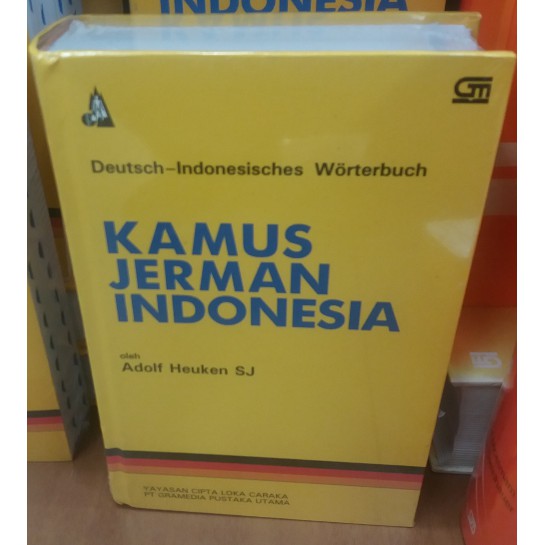 INDONESIA
GM
Deutsch-Indonesisches Wörterbuch
KAMUS
JERMAN
INDONESIA
oleh
Adolf Heuken SJ
YAYASAN CIPTA LOKA CARAKA
PT GRAMEDIA PUSTAKA UTAMA